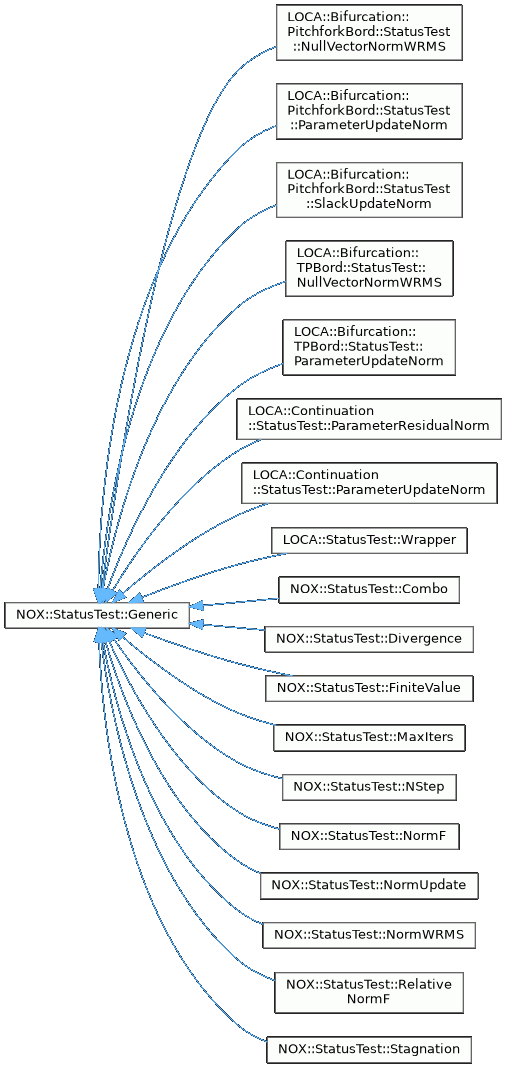 LOCA::Bifurcation::
PitchforkBord::StatusTest
::NullVectorNormWRMS
LOCA::Bifurcation::
PitchforkBord::StatusTest
::ParameterUpdateNorm
LOCA::Bifurcation::
PitchforkBord::StatusTest
::SlackUpdateNorm
LOCA::Bifurcation::
TPBord::StatusTest::
NullVectorNormWRMS
LOCA::Bifurcation::
TPBord::StatusTest::
ParameterUpdateNorm
LOCA::Continuation
::StatusTest::ParameterResidualNorm
LOCA::Continuation
::StatusTest::ParameterUpdateNorm
LOCA::StatusTest::Wrapper
NOX::StatusTest::Combo
NOX::StatusTest::Generic
NOX::StatusTest::Divergence
NOX::StatusTest::FiniteValue
NOX::StatusTest::MaxIters
NOX::StatusTest::NStep
NOX::StatusTest::NormF
NOX::StatusTest::NormUpdate
NOX::StatusTest::NormWRMS
NOX::StatusTest::Relative
NormF
NOX::StatusTest::Stagnation